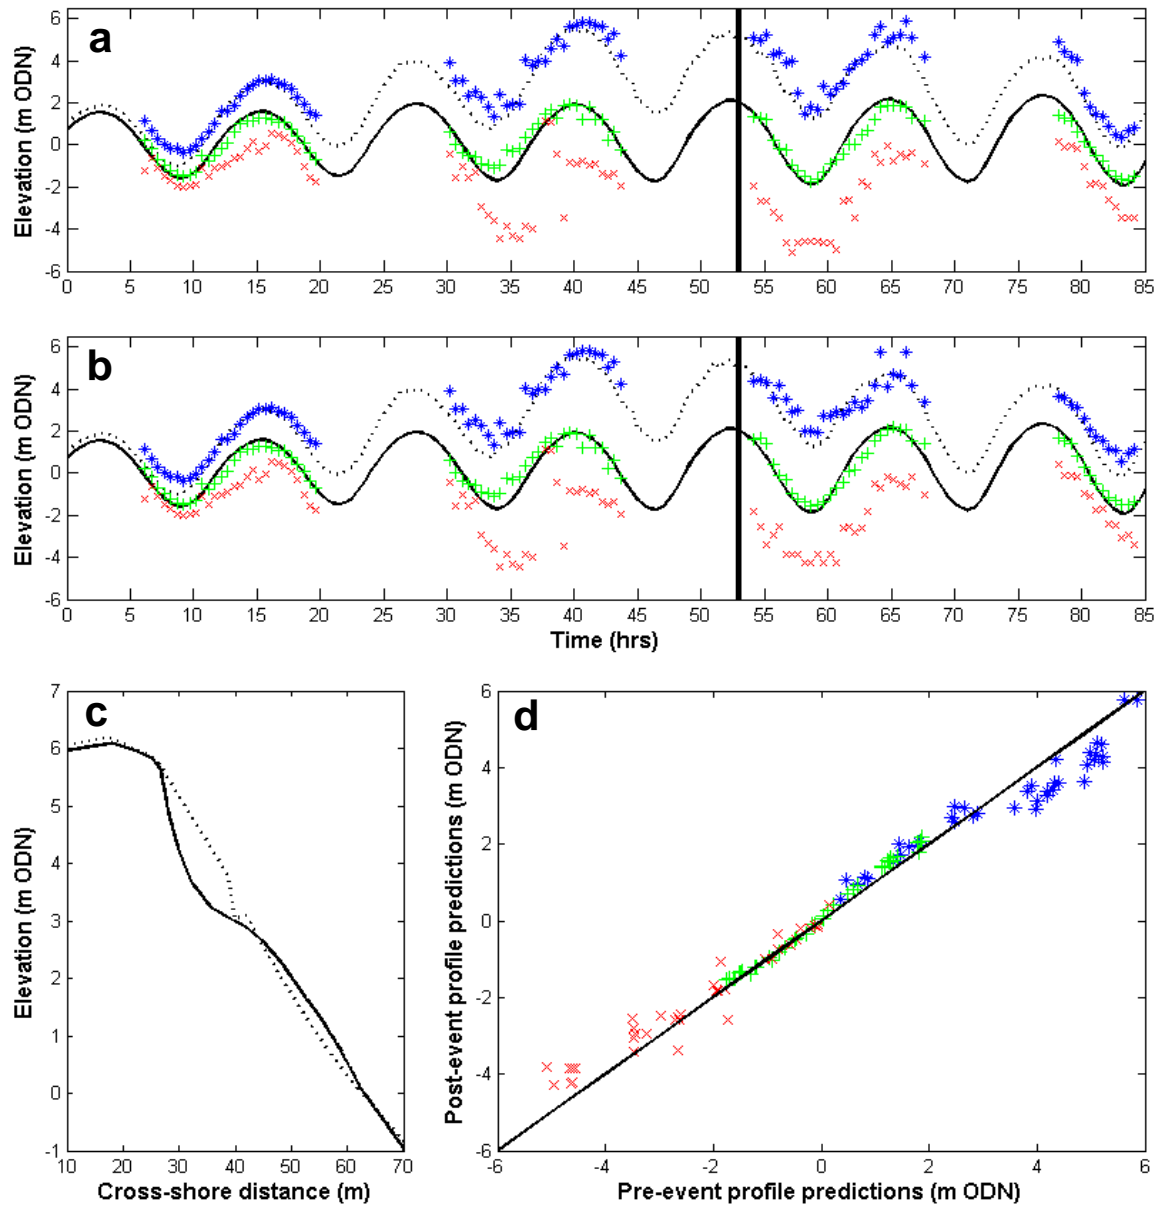 a
Elevation (m ODN)
6
4
2
0
-2
-4
-6
0 5 10 15 20 25 30 35 40 45 50 54 55 60 65 70 75 80 85
b
Elevation (m ODN)
6
4
2
0
-2
-4
-6
0 5 10 15 20 25 30 35 40 45 50 54 55 60 65 70 75 80 85
Time (hrs)
c
Elevation (m ODN)
7
6
5
4
3
2
1
0
-1
10 20 30 40 50 60 70
Cross-shore distance (m)
d
Post-event profile predictions (m ODN)
6
4
2
0
-2
-4
-6
-6 -4 -2 0 2 4 6
Pre-event profile predictions (m ODN)